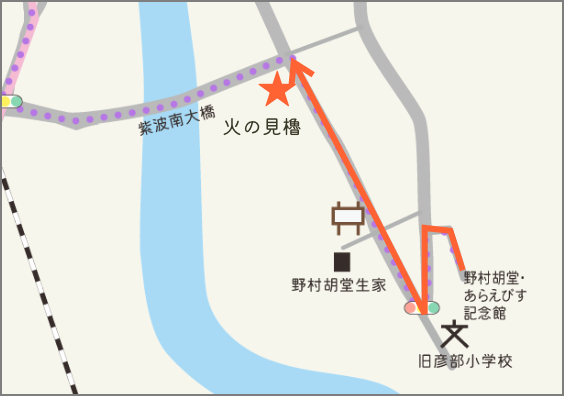 紫波南大橋
火の見櫓
野村胡堂生家
野村胡堂・
あらえびす
記念館
旧彦部小学校